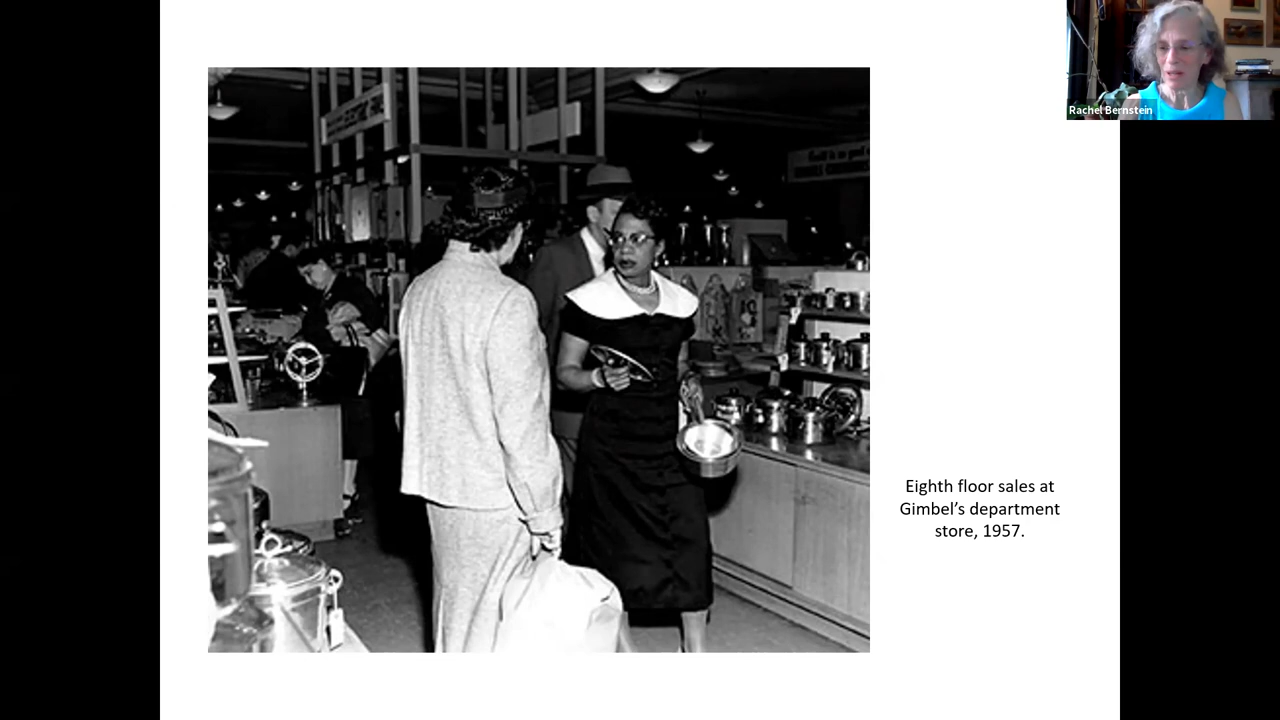 Rachel Bernstein
Eighth floor sales at
Gimbel’s department
store, 1957.